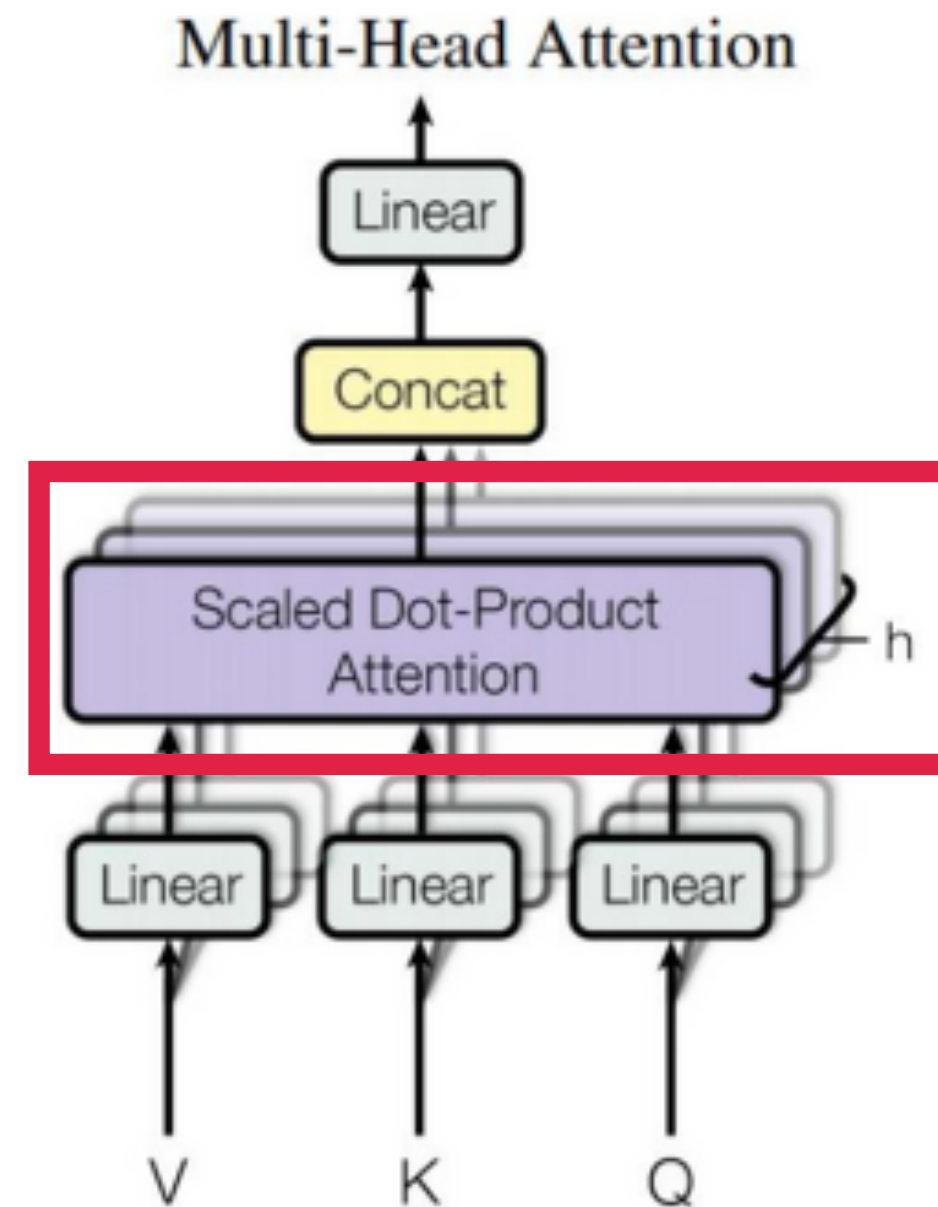 Multi-Head Attention
Linear
Concat
Scaled Dot-Product
Attention
h
Linear Linear Linear
V K Q